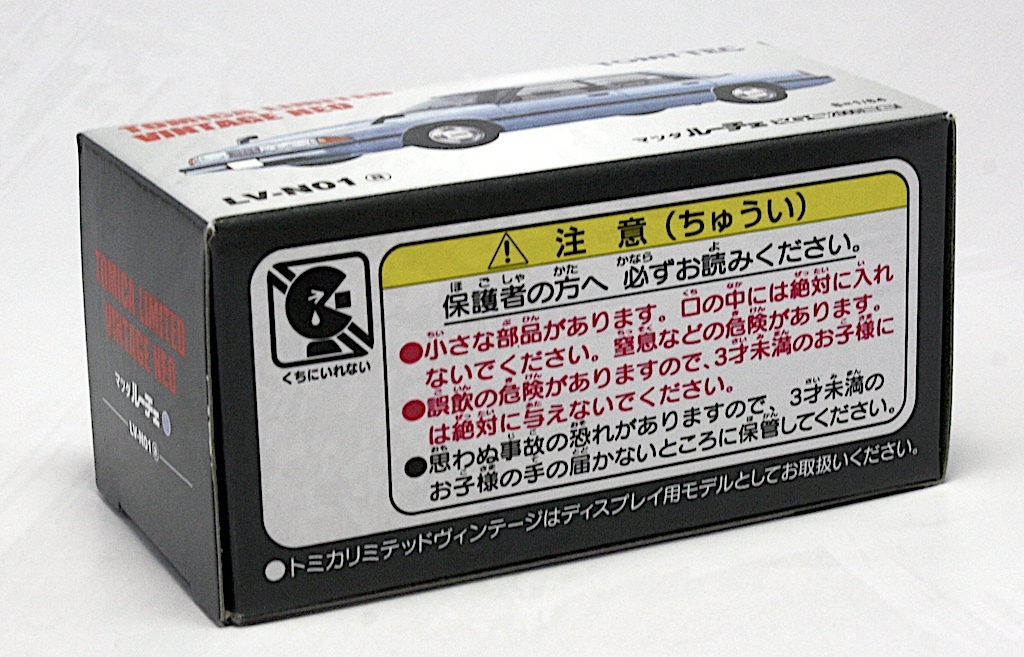 TOMYTEC
TOMICA LIMITED
VINTAGE NEO
S=1/64
マツダ ルーチェ
LV-N01 a
TOMICA LIMITED
VINTAGE NEO
マツダ ルーチェ
LV-N01
くちにいれない
注 意 (ちゅうい)
保護者の方へ 必ずお読みください。
●小さな部品があります。口の中には絶対に入れ
ないでください。窒息などの危険があります。
●誤飲の危険がありますので、3才未満のお子様に
は絶対に与えないでください。
●思わぬ事故の恐れがありますので、3才未満の
お子様の手の届かないところに保管してください。
●トミカリミテッドヴィンテージはディスプレイ用モデルとしてお取扱いください。